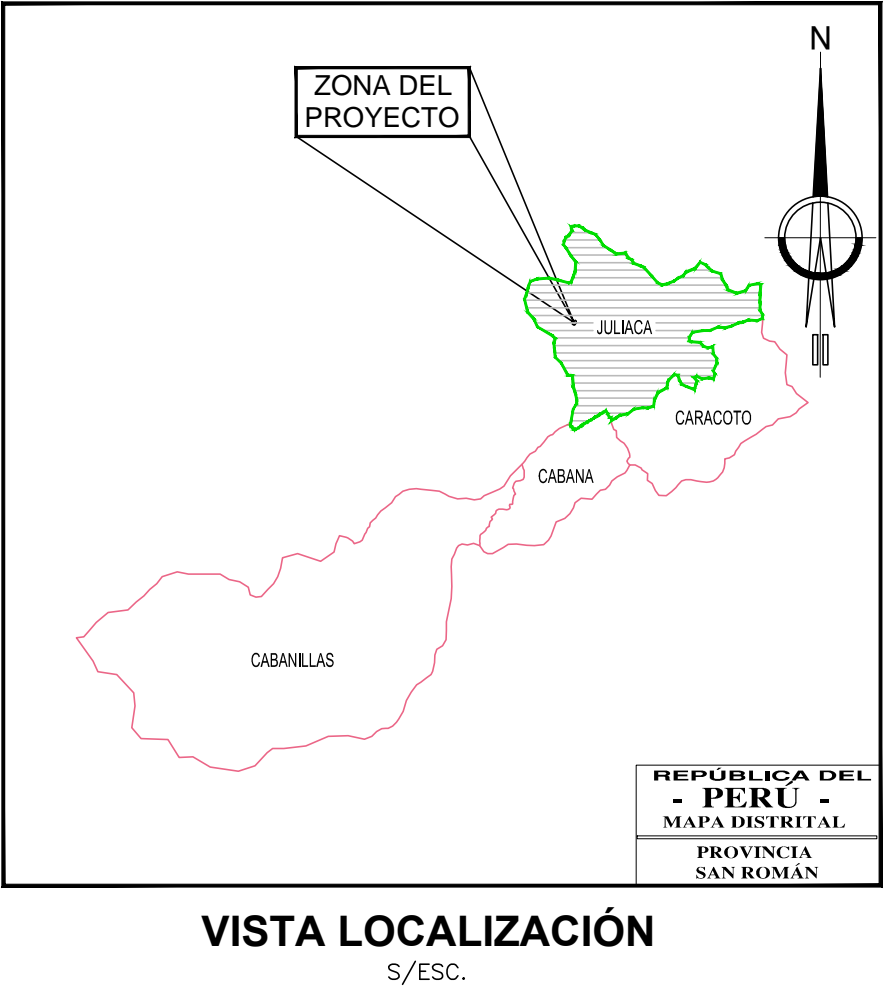 N
ZONA DEL
PROYECTO
JULIACA
CARACOTO
CABANA
CABANILLAS
REPÚBLICA DEL
- PERÚ -
MAPA DISTRITAL
PROVINCIA
SAN ROMÁN
VISTA LOCALIZACIÓN
S/ESC.